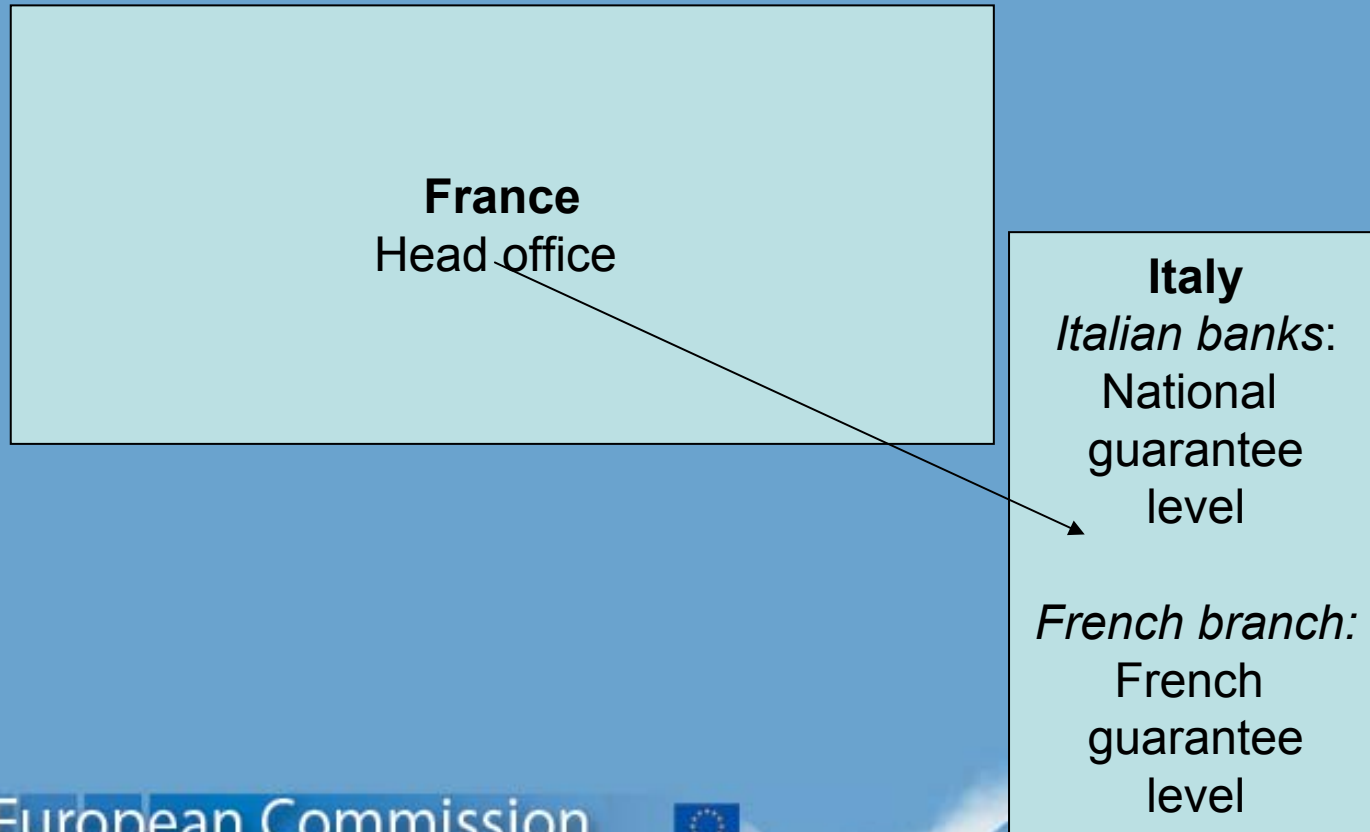 France
Head office
Italy
Italian banks:
National
guarantee
level
French branch:
French
guarantee
level
European Commission